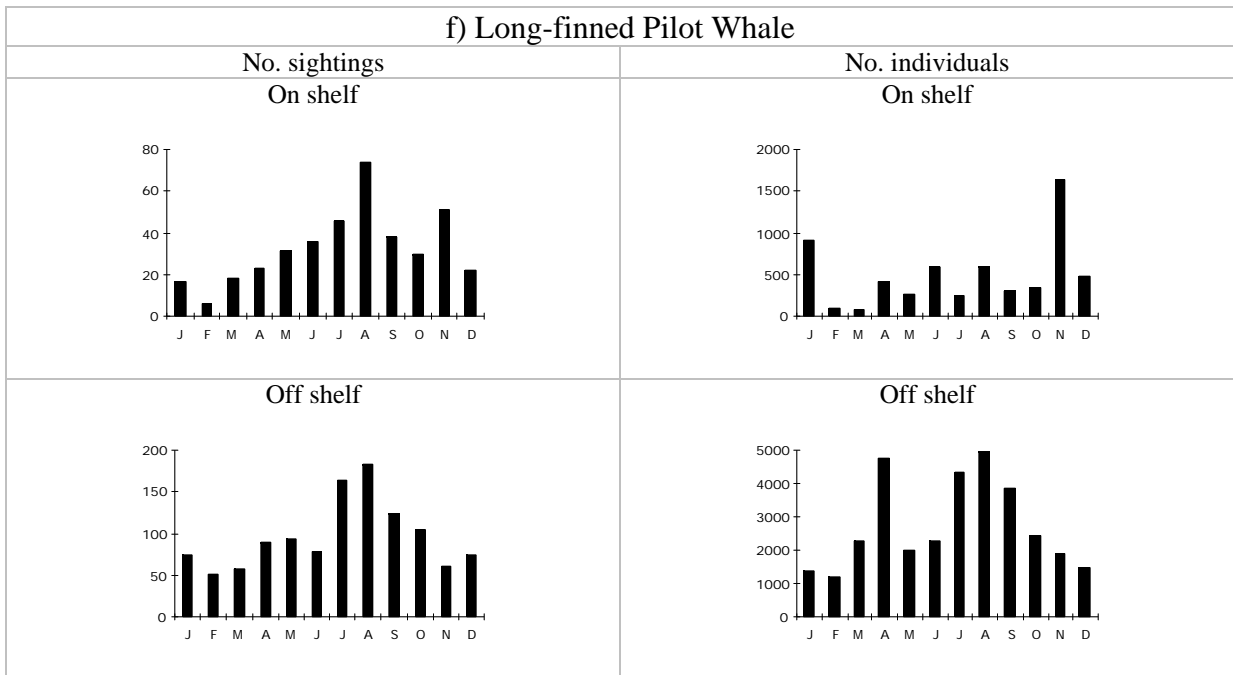 f) Long-finned Pilot Whale
No. sightings
No. individuals
On shelf
80
60
40
20
0
J F M A M J J A S O N D
On shelf
2000
1500
1000
500
0
J F M A M J J A S O N D
Off shelf
200
150
100
50
0
J F M A M J J A S O N D
Off shelf
5000
4000
3000
2000
1000
0
J F M A M J J A S O N D